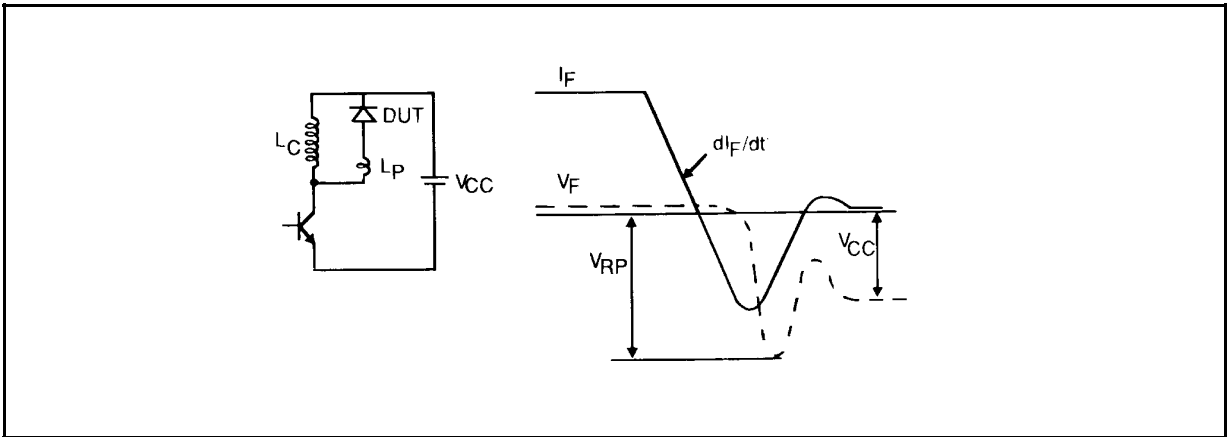 DUT
LC
LP
VCC
IF
dIF/dt
VF
VRP
VCC